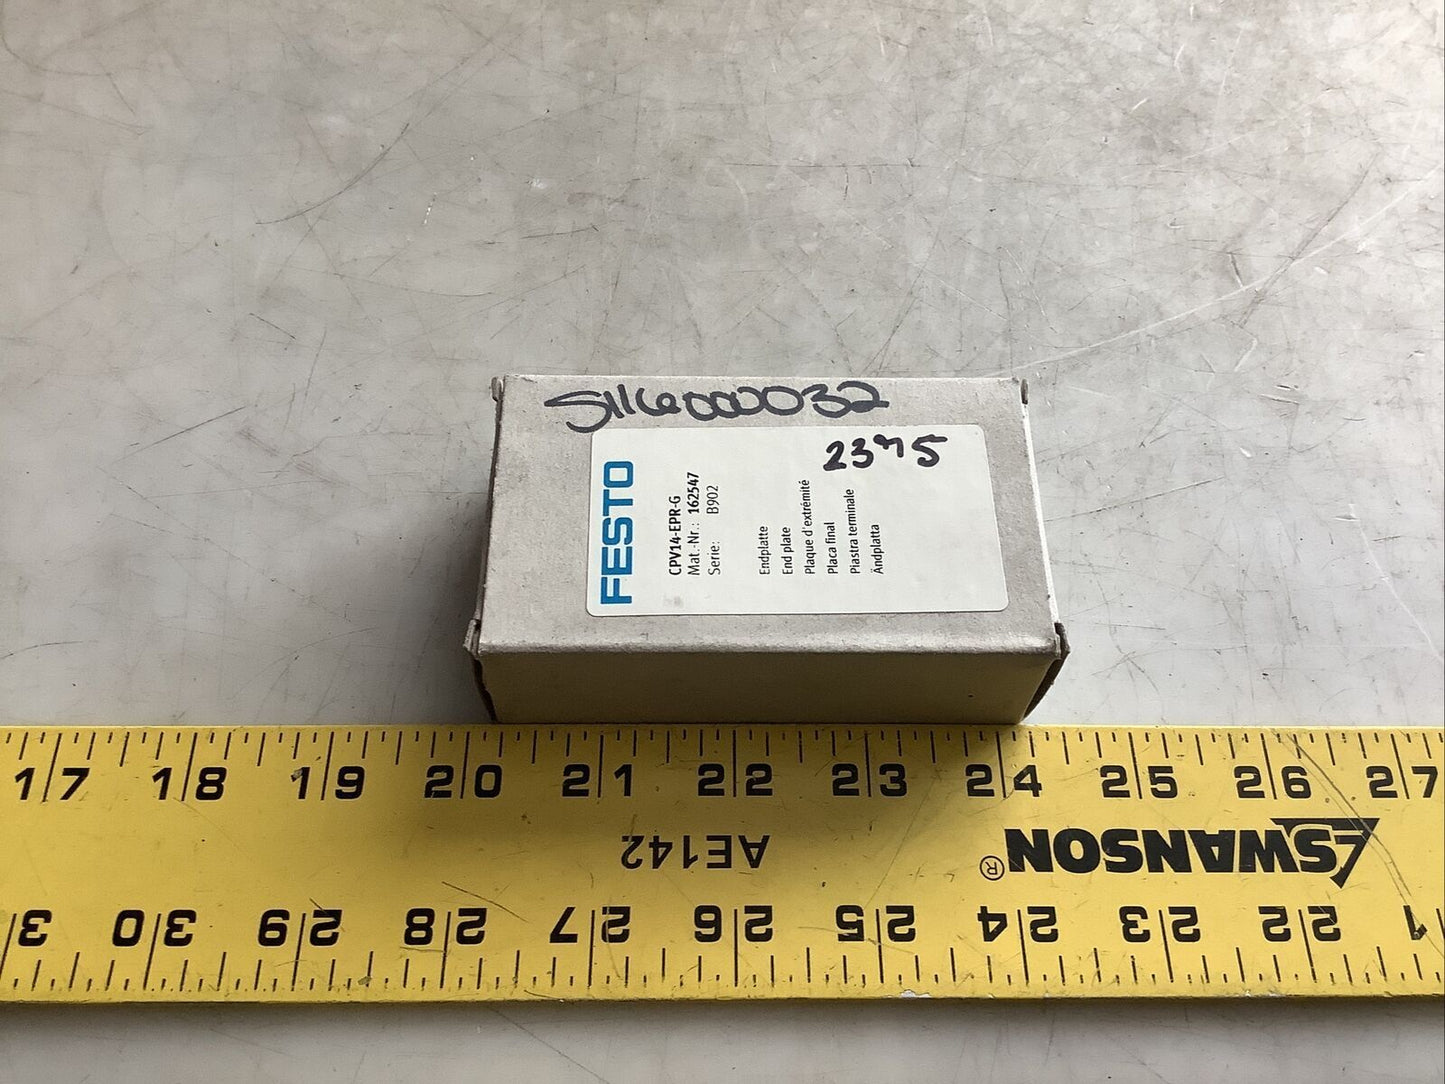 S116000032
2375
FESTO
CPV14-EPR-G
Mat.-Nr.: 162547
Serie: B902
Endplatte
End plate
Plaque d'extrémité
Placa final
Piastra terminale
Ändplatta
17 18 19 20 21 22 23 24 25 26 27
AE142
SWANSON®
30 29 28 27 26 25 24 23 22